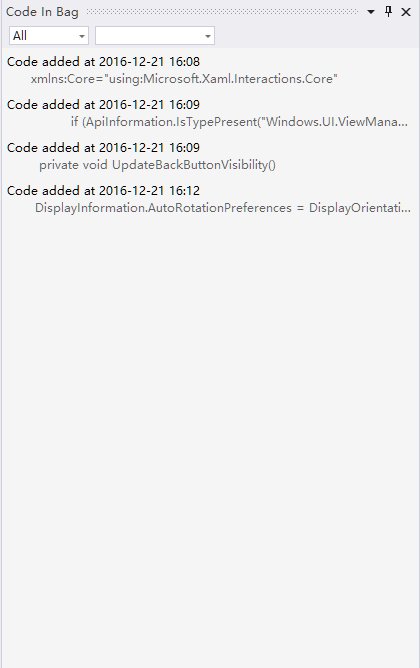 Code In Bag
All
Code added at 2016-12-21 16:08
xmlns:Core="using:Microsoft.Xaml.Interactions.Core"
Code added at 2016-12-21 16:09
if (ApiInformation.IsTypePresent("Windows.UI.ViewMana...
Code added at 2016-12-21 16:09
private void UpdateBackButtonVisibility()
Code added at 2016-12-21 16:12
DisplayInformation.AutoRotationPreferences = DisplayOrientati...